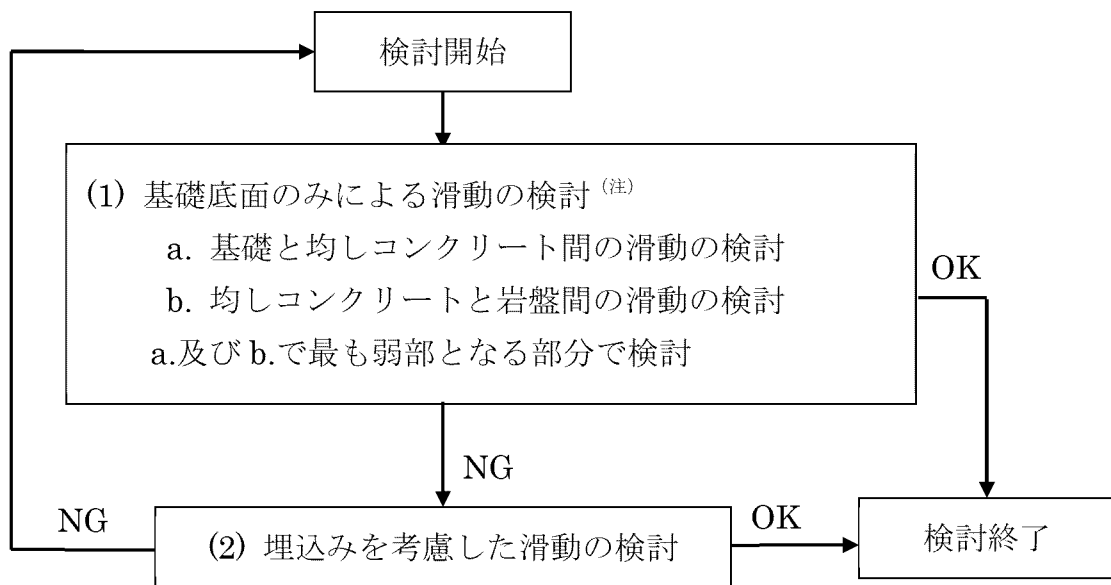 検討開始
(1) 基礎底面のみによる滑動の検討 (注)
a. 基礎と均しコンクリート間の滑動の検討
b. 均しコンクリートと岩盤間の滑動の検討
a.及び b.で最も弱部となる部分で検討
OK
NG
NG
(2) 埋込みを考慮した滑動の検討
OK
検討終了